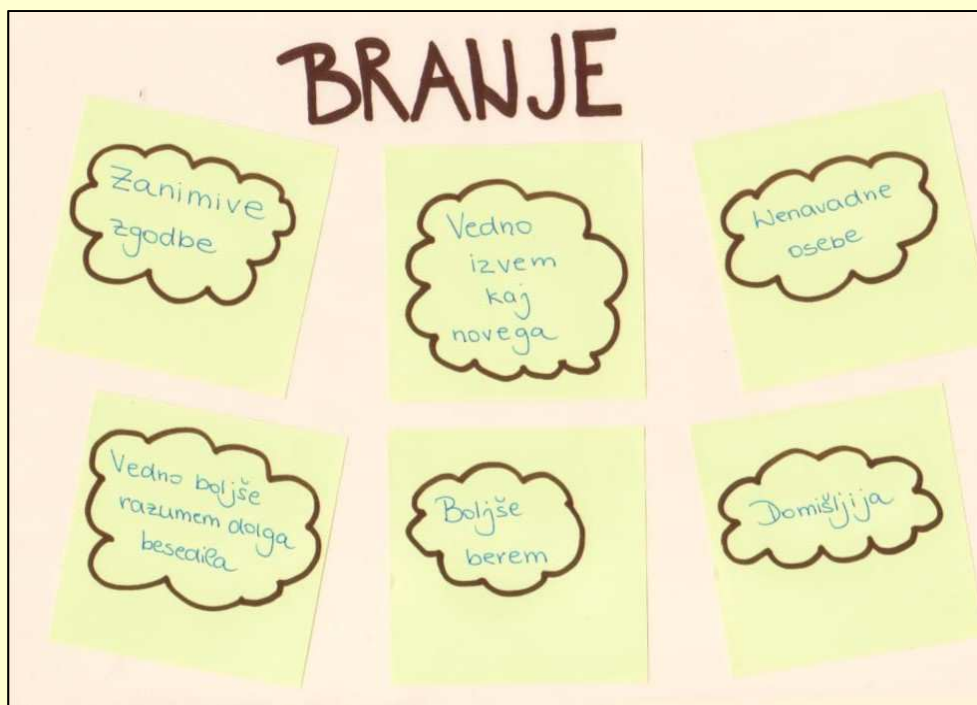 BRANJE
Zanimive
zgodbe
Vedno
izvem
kaj
novega
Nenavadne
osebe
Vedno boljše
razumem dolga
besedila
Boljše
berem
Domišljija